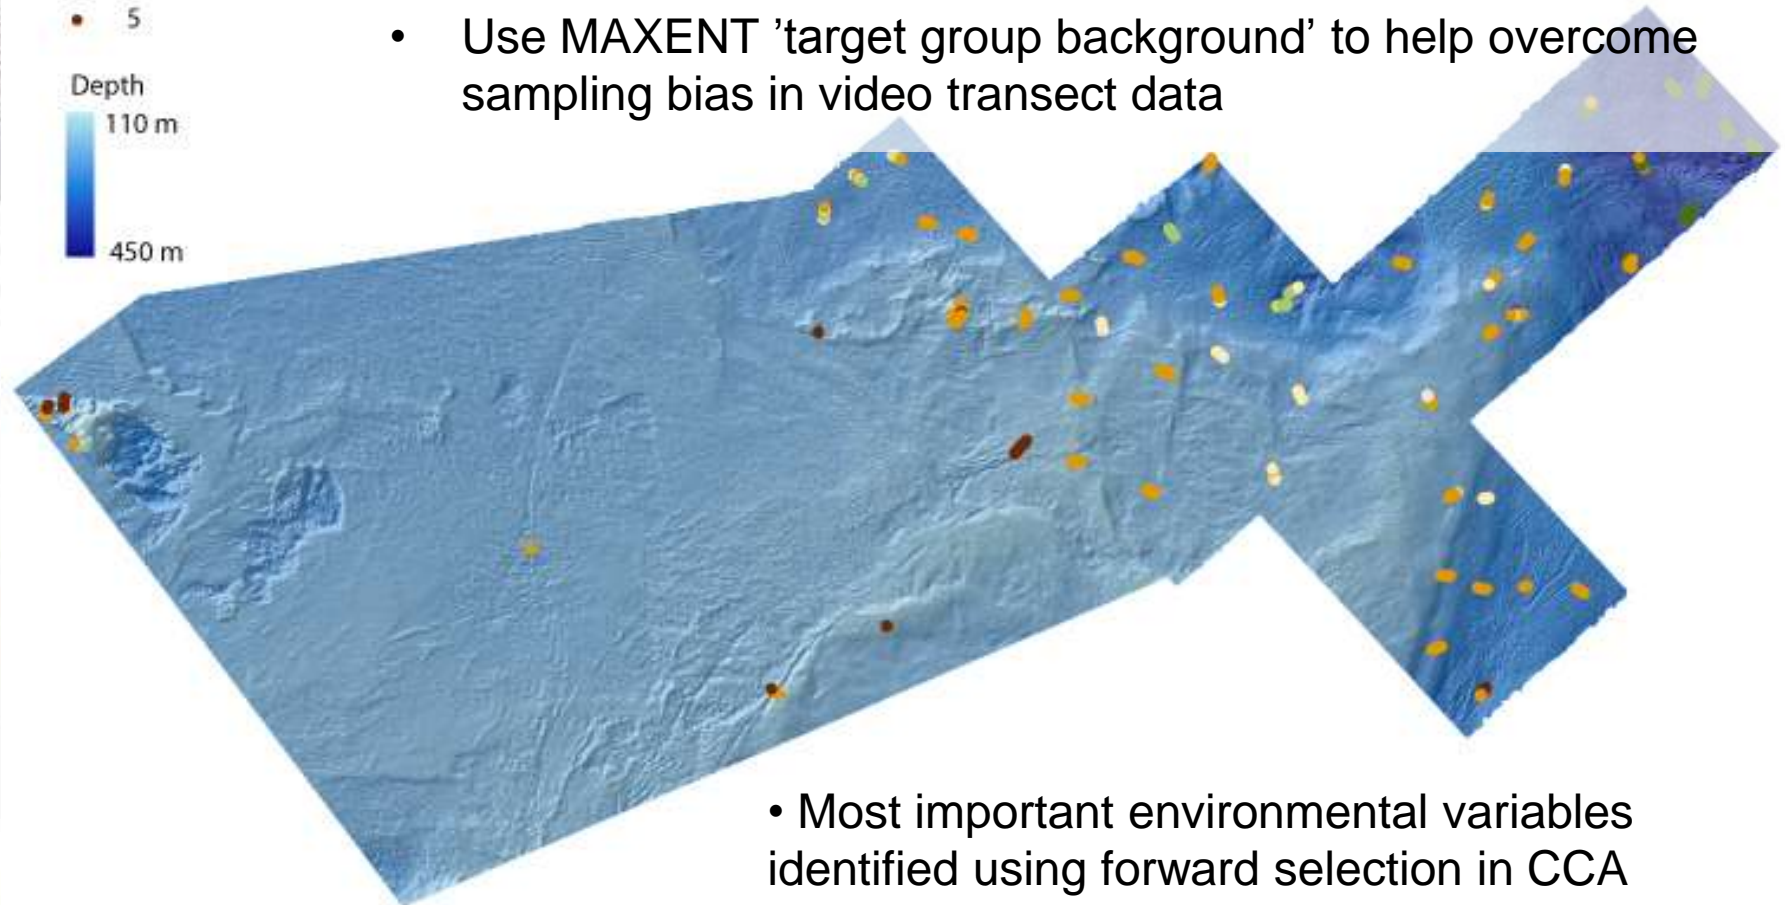 5
• Use MAXENT ’target group background’ to help overcome
sampling bias in video transect data
Depth
110 m
450 m
• Most important environmental variables
identified using forward selection in CCA